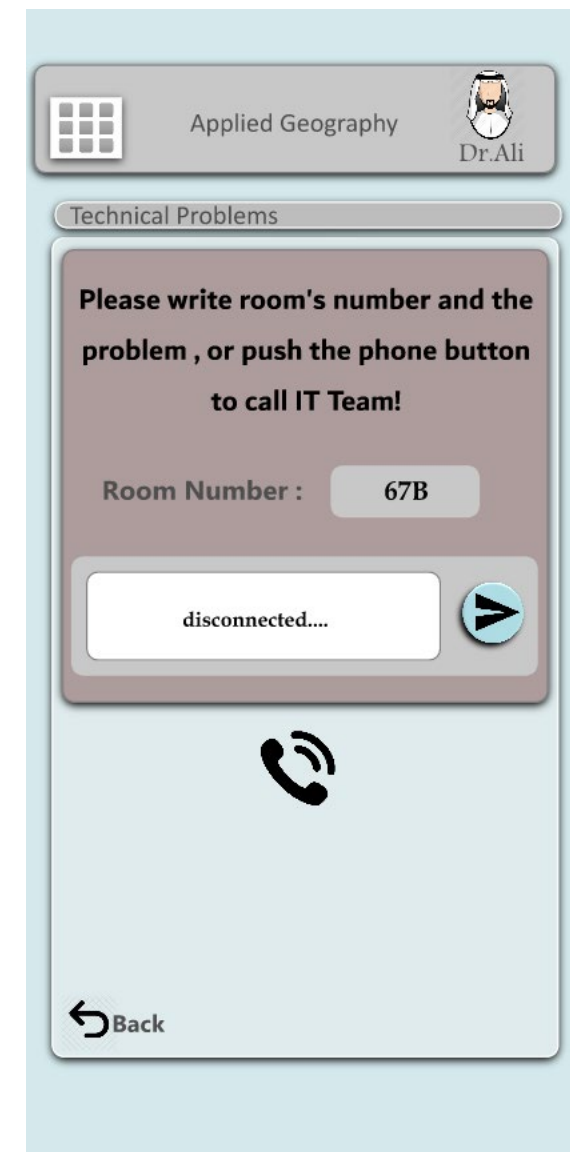 Applied Geography
Dr.Ali
Technical Problems
Please write room's number and the
problem , or push the phone button
to call IT Team!
Room Number : 67B
disconnected....
Back